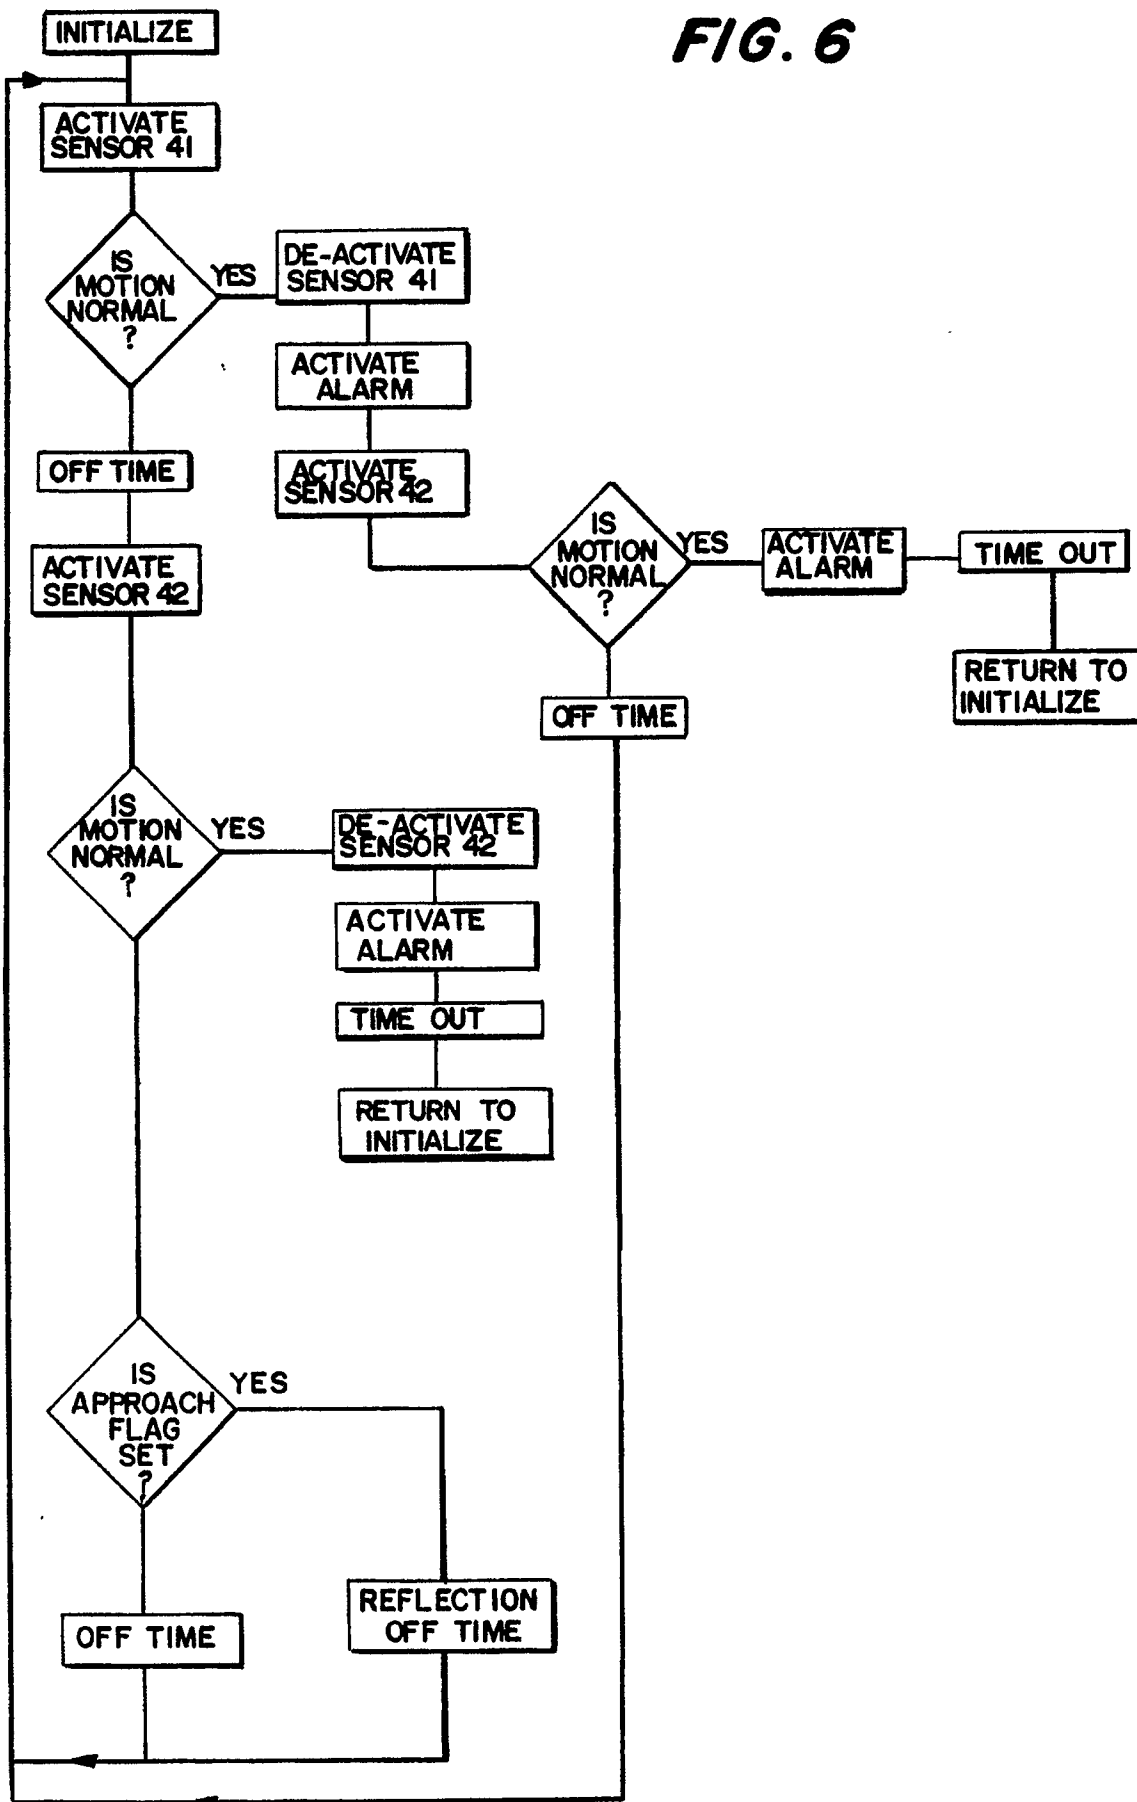 FIG. 6
INITIALIZE
ACTIVATE
SENSOR 41
IS
MOTION
NORMAL
?
YES
DE-ACTIVATE
SENSOR 41
ACTIVATE
ALARM
ACTIVATE
SENSOR 42
IS
MOTION
NORMAL
?
YES
ACTIVATE
ALARM
TIME OUT
RETURN TO
INITIALIZE
OFF TIME
OFF TIME
ACTIVATE
SENSOR 42
IS
MOTION
NORMAL
?
YES
DE-ACTIVATE
SENSOR 42
ACTIVATE
ALARM
TIME OUT
RETURN TO
INITIALIZE
IS
APPROACH
FLAG
SET
?
YES
OFF TIME
REFLECTION
OFF TIME